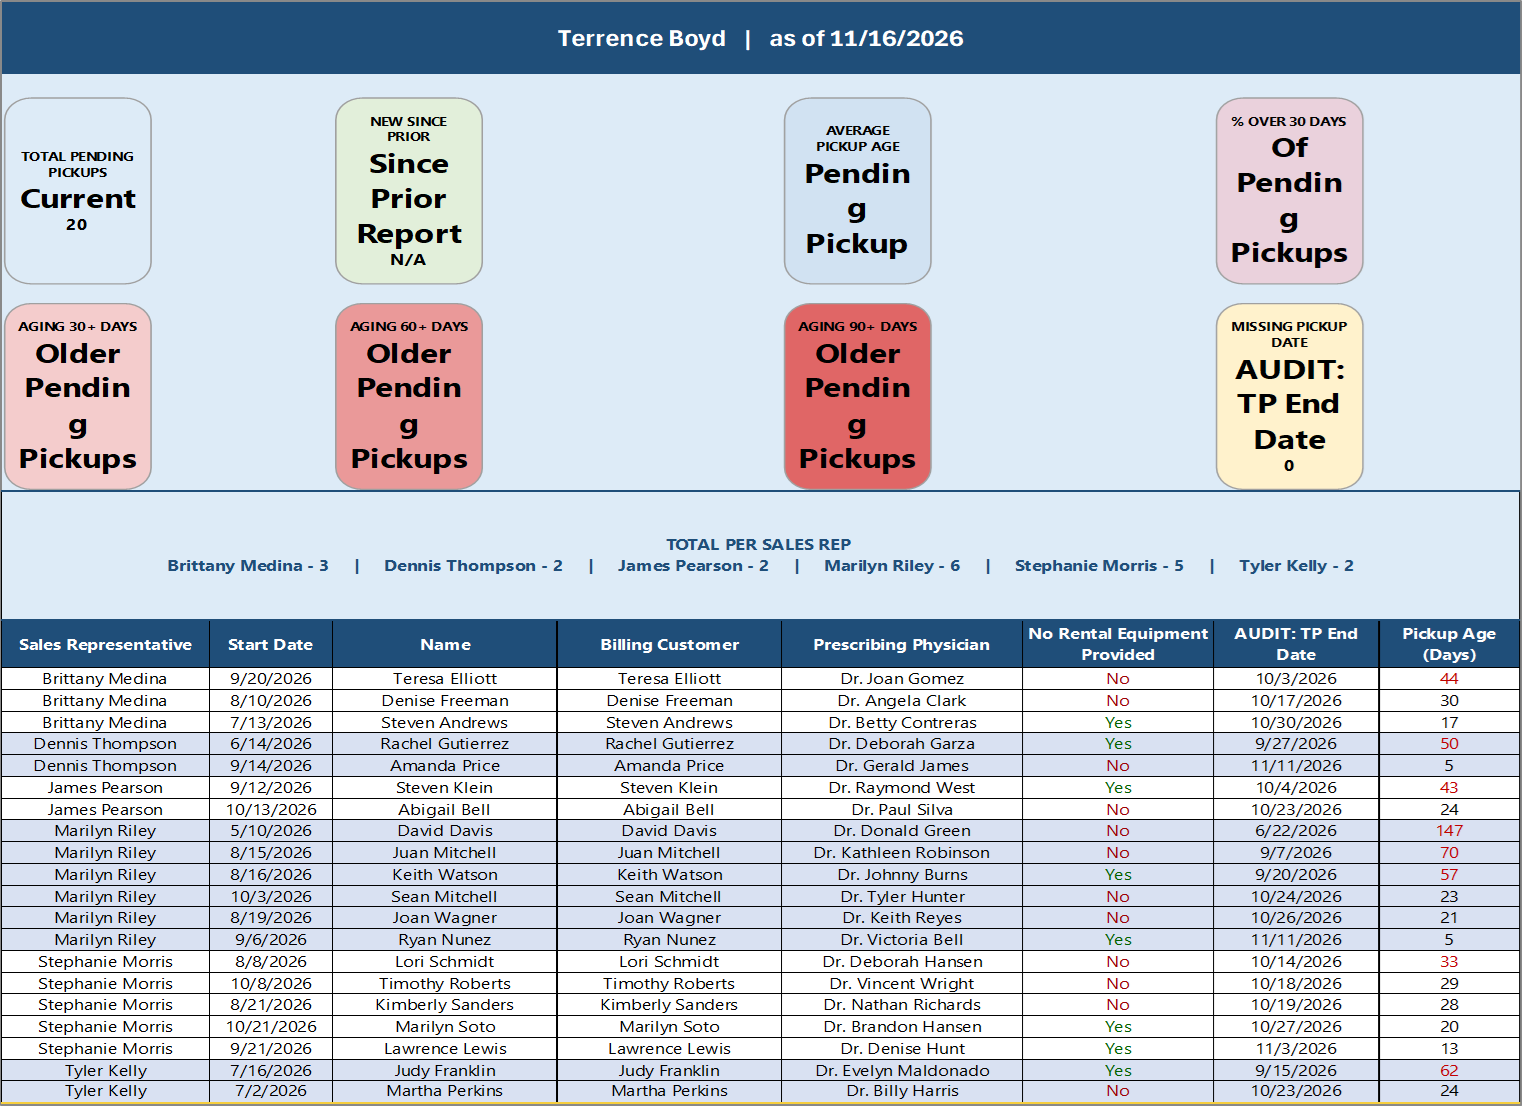 Terrence Boyd | as of 11/16/2026
TOTAL PENDING
PICKUPS
Current
20
NEW SINCE
PRIOR
Since
Prior
Report
N/A
AVERAGE
PICKUP AGE
Pendin
g
Pickup
% OVER 30 DAYS
Of
Pendin
g
Pickups
AGING 30+ DAYS
Older
Pendin
g
Pickups
AGING 60+ DAYS
Older
Pendin
g
Pickups
AGING 90+ DAYS
Older
Pendin
g
Pickups
MISSING PICKUP
DATE
AUDIT:
TP End
Date
0
TOTAL PER SALES REP
Brittany Medina - 3 | Dennis Thompson - 2 | James Pearson - 2 | Marilyn Riley - 6 | Stephanie Morris - 5 | Tyler Kelly - 2
Sales Representative Start Date Name Billing Customer Prescribing Physician No Rental Equipment Provided AUDIT: TP End Date Pickup Age (Days)
Brittany Medina 9/20/2026 Teresa Elliott Teresa Elliott Dr. Joan Gomez No 10/3/2026 44
Brittany Medina 8/10/2026 Denise Freeman Denise Freeman Dr. Angela Clark No 10/17/2026 30
Brittany Medina 7/13/2026 Steven Andrews Steven Andrews Dr. Betty Contreras Yes 10/30/2026 17
Dennis Thompson 6/14/2026 Rachel Gutierrez Rachel Gutierrez Dr. Deborah Garza Yes 9/27/2026 50
Dennis Thompson 9/14/2026 Amanda Price Amanda Price Dr. Gerald James No 11/11/2026 5
James Pearson 9/12/2026 Steven Klein Steven Klein Dr. Raymond West Yes 10/4/2026 43
James Pearson 10/13/2026 Abigail Bell Abigail Bell Dr. Paul Silva No 10/23/2026 24
Marilyn Riley 5/10/2026 David Davis David Davis Dr. Donald Green No 6/22/2026 147
Marilyn Riley 8/15/2026 Juan Mitchell Juan Mitchell Dr. Kathleen Robinson No 9/7/2026 70
Marilyn Riley 8/16/2026 Keith Watson Keith Watson Dr. Johnny Burns Yes 9/20/2026 57
Marilyn Riley 10/3/2026 Sean Mitchell Sean Mitchell Dr. Tyler Hunter No 10/24/2026 23
Marilyn Riley 8/19/2026 Joan Wagner Joan Wagner Dr. Keith Reyes No 10/26/2026 21
Marilyn Riley 9/6/2026 Ryan Nunez Ryan Nunez Dr. Victoria Bell Yes 11/11/2026 5
Stephanie Morris 8/8/2026 Lori Schmidt Lori Schmidt Dr. Deborah Hansen No 10/14/2026 33
Stephanie Morris 10/8/2026 Timothy Roberts Timothy Roberts Dr. Vincent Wright No 10/18/2026 29
Stephanie Morris 8/21/2026 Kimberly Sanders Kimberly Sanders Dr. Nathan Richards No 10/19/2026 28
Stephanie Morris 10/21/2026 Marilyn Soto Marilyn Soto Dr. Brandon Hansen Yes 10/27/2026 20
Stephanie Morris 9/21/2026 Lawrence Lewis Lawrence Lewis Dr. Denise Hunt Yes 11/3/2026 13
Tyler Kelly 7/16/2026 Judy Franklin Judy Franklin Dr. Evelyn Maldonado Yes 9/15/2026 62
Tyler Kelly 7/2/2026 Martha Perkins Martha Perkins Dr. Billy Harris No 10/23/2026 24